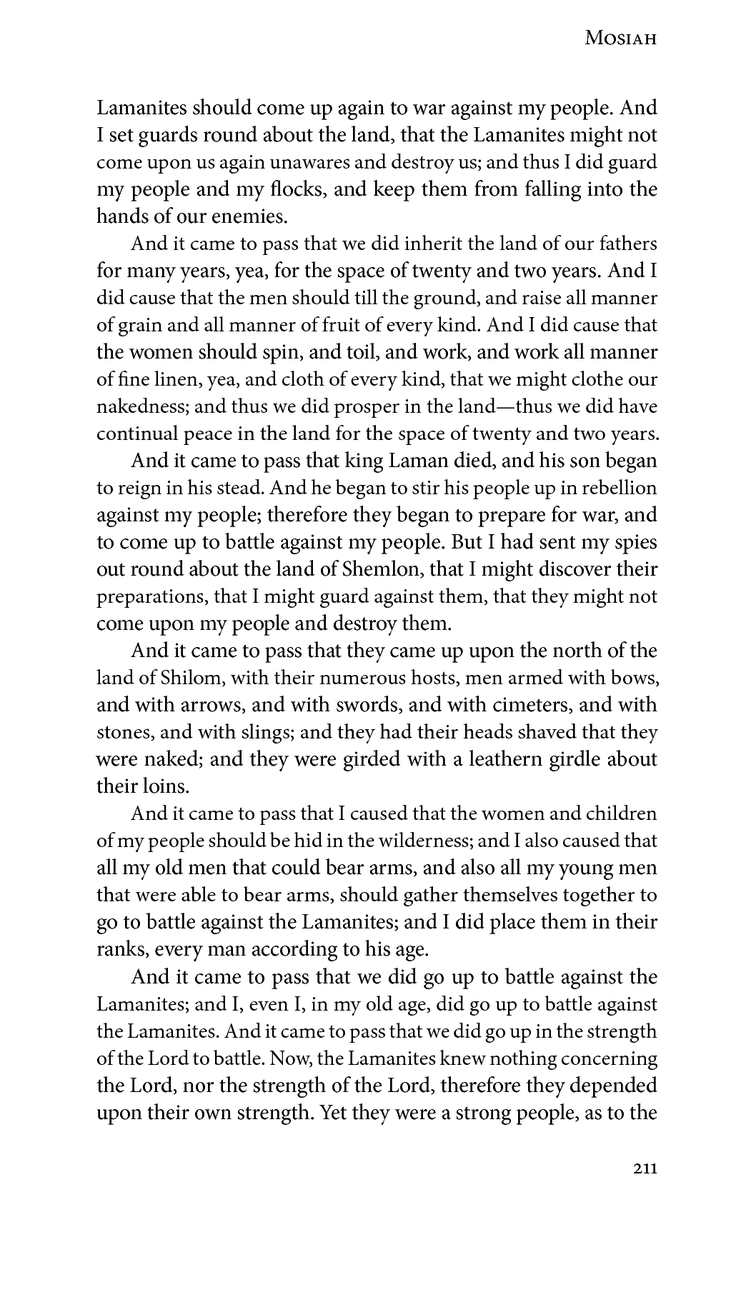 Mosiah
Lamanites should come up again to war against my people. And
I set guards round about the land, that the Lamanites might not
come upon us again unawares and destroy us; and thus I did guard
my people and my flocks, and keep them from falling into the
hands of our enemies.
And it came to pass that we did inherit the land of our fathers
for many years, yea, for the space of twenty and two years. And I
did cause that the men should till the ground, and raise all manner
of grain and all manner of fruit of every kind. And I did cause that
the women should spin, and toil, and work, and work all manner
of fine linen, yea, and cloth of every kind, that we might clothe our
nakedness; and thus we did prosper in the land—thus we did have
continual peace in the land for the space of twenty and two years.
And it came to pass that king Laman died, and his son began
to reign in his stead. And he began to stir his people up in rebellion
against my people; therefore they began to prepare for war, and
to come up to battle against my people. But I had sent my spies
out round about the land of Shemlon, that I might discover their
preparations, that I might guard against them, that they might not
come upon my people and destroy them.
And it came to pass that they came up upon the north of the
land of Shilom, with their numerous hosts, men armed with bows,
and with arrows, and with swords, and with cimeters, and with
stones, and with slings; and they had their heads shaved that they
were naked; and they were girded with a leathern girdle about
their loins.
And it came to pass that I caused that the women and children
of my people should be hid in the wilderness; and I also caused that
all my old men that could bear arms, and also all my young men
that were able to bear arms, should gather themselves together to
go to battle against the Lamanites; and I did place them in their
ranks, every man according to his age.
And it came to pass that we did go up to battle against the
Lamanites; and I, even I, in my old age, did go up to battle against
the Lamanites. And it came to pass that we did go up in the strength
of the Lord to battle. Now, the Lamanites knew nothing concerning
the Lord, nor the strength of the Lord, therefore they depended
upon their own strength. Yet they were a strong people, as to the
211